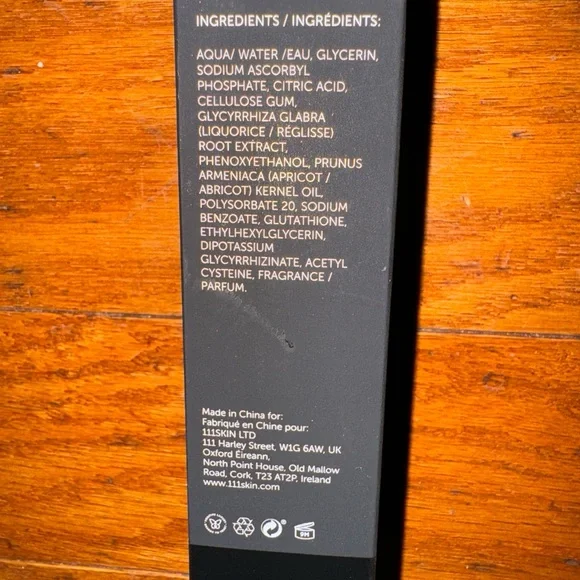 INGREDIENTS / INGRÉDIENTS:
AQUA/ WATER /EAU, GLYCERIN,
SODIUM ASCORBYL
PHOSPHATE, CITRIC ACID,
CELLULOSE GUM,
GLYCYRRHIZA GLABRA
(LIQUORICE / RÉGLISSE)
ROOT EXTRACT,
PHENOXYETHANOL, PRUNUS
ARMENIACA (APRICOT /
ABRICOT) KERNEL OIL,
POLYSORBATE 20, SODIUM
BENZOATE, GLUTATHIONE,
ETHYLHEXYLGLYCERIN,
DIPOTASSIUM
GLYCYRRHIZINATE, ACETYL
CYSTEINE, FRAGRANCE /
PARFUM.
Made in China for:
Fabriqué en Chine pour:
111SKIN LTD
111 Harley Street, W1G 6AW, UK
Oxford Éireann,
North Point House, Old Mallow
Road, Cork, T23 AT2P, Ireland
www.111skin.com
9M